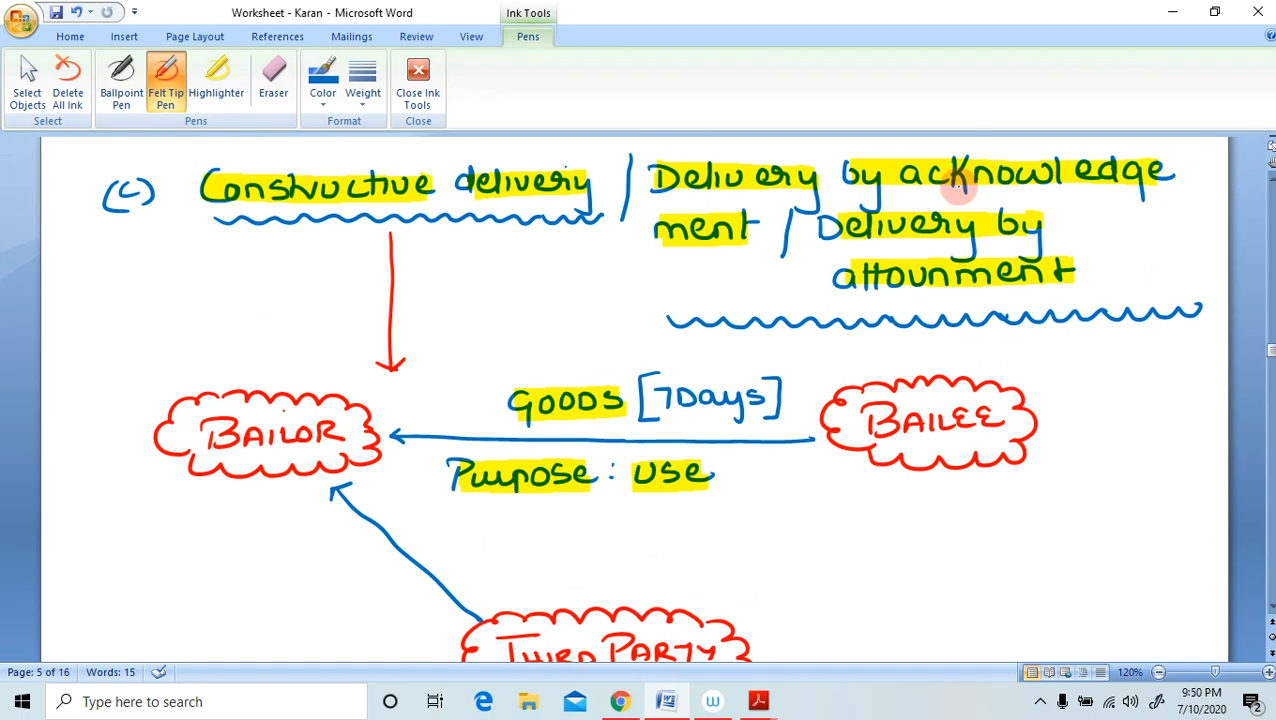 Worksheet - Karan - Microsoft Word
Ink Tools
Home Insert Page Layout References Mailings Review View Pens
Select Objects
Delete All Ink
Ballpoint Pen
Felt Tip Pen
Highlighter
Eraser
Color
Weight
Close Ink Tools
Select Pens Format Close
(c) Constructive delivery / Delivery by acknowledge
ment / Delivery by
attounment
GOODS [7Days]
BAILOR
BAILEE
Purpose : use
THIRD PARTY
Page: 5 of 16 Words: 15 120%
Type here to search
9:50 PM
7/10/2020
2